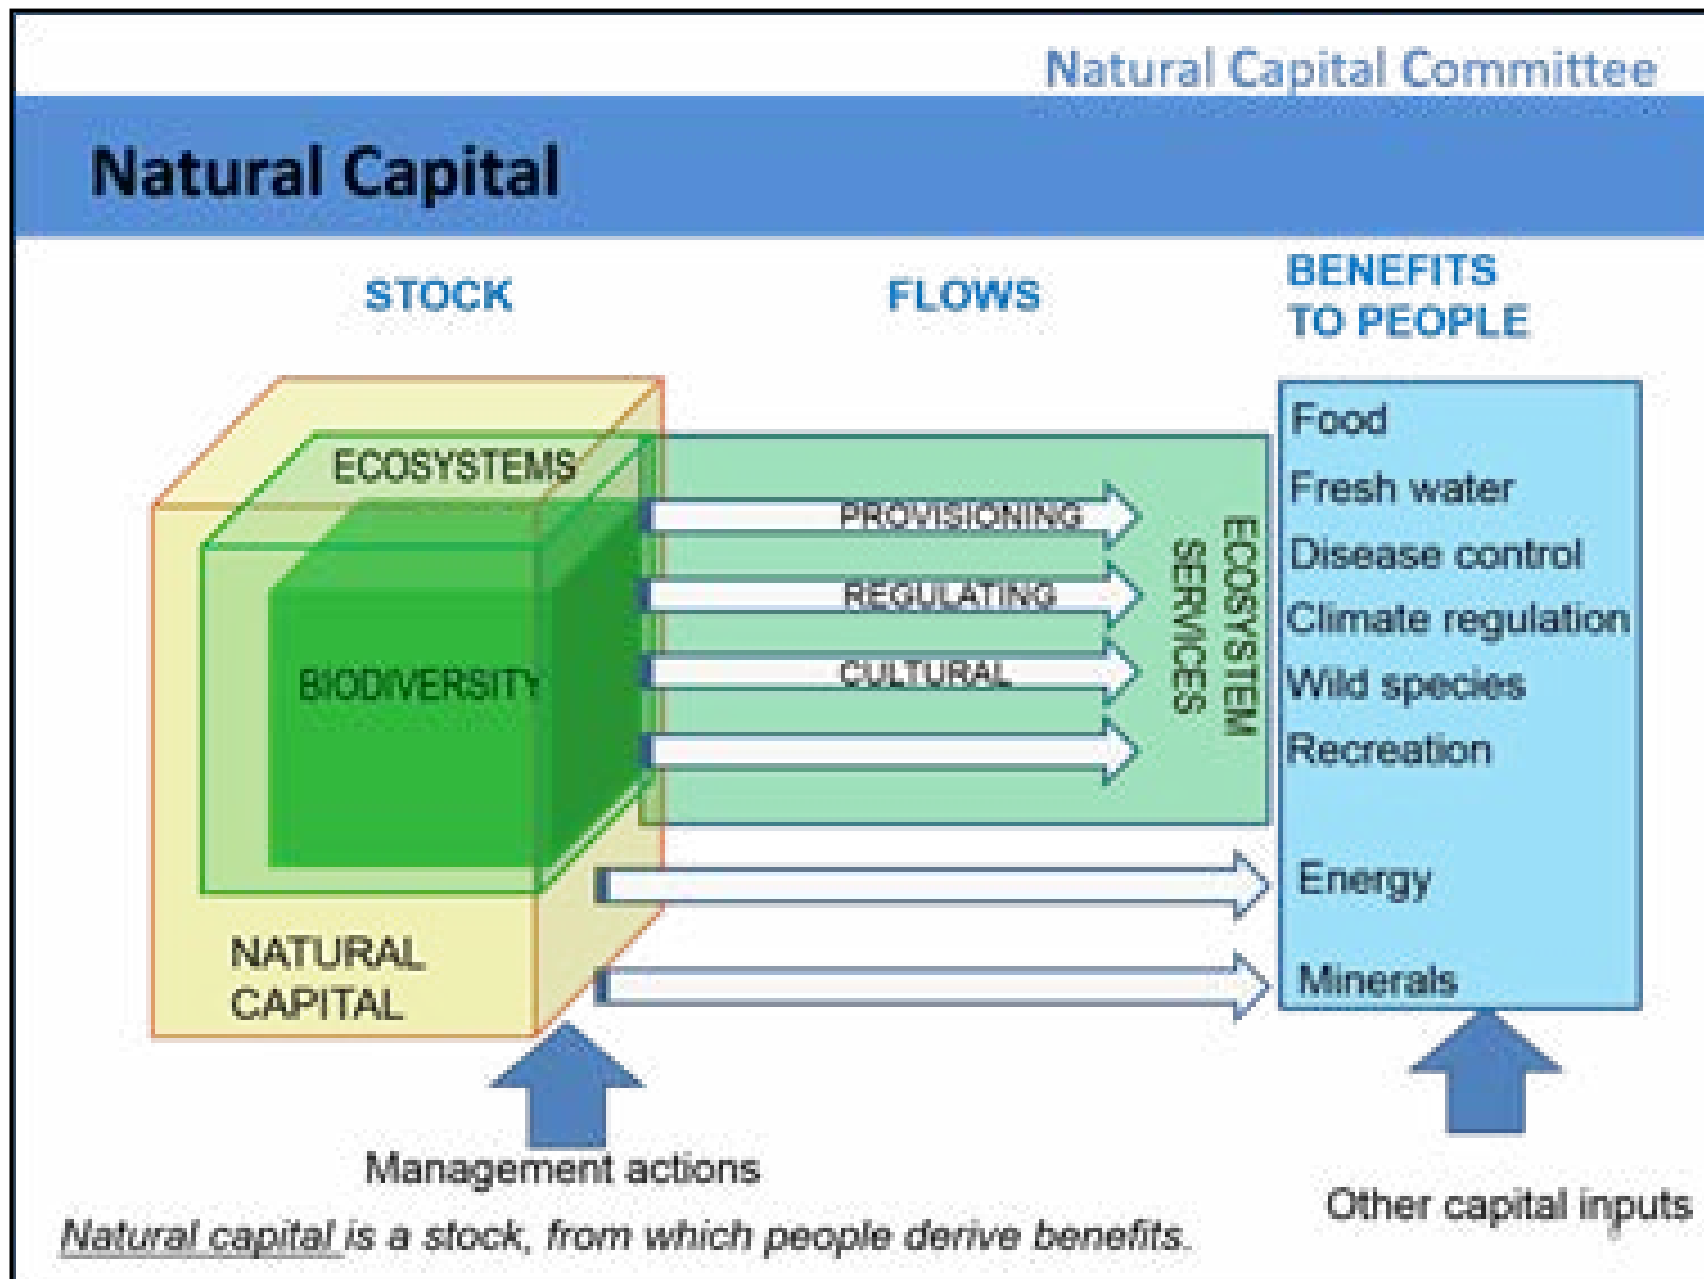 Natural Capital Committee
Natural Capital
STOCK
FLOWS
BENEFITS
TO PEOPLE
ECOSYSTEMS
BIODIVERSITY
NATURAL
CAPITAL
PROVISIONING
REGULATING
CULTURAL
ECOSYSTEM
SERVICES
Food
Fresh water
Disease control
Climate regulation
Wild species
Recreation
Energy
Minerals
Management actions
Other capital inputs
Natural capital is a stock, from which people derive benefits.